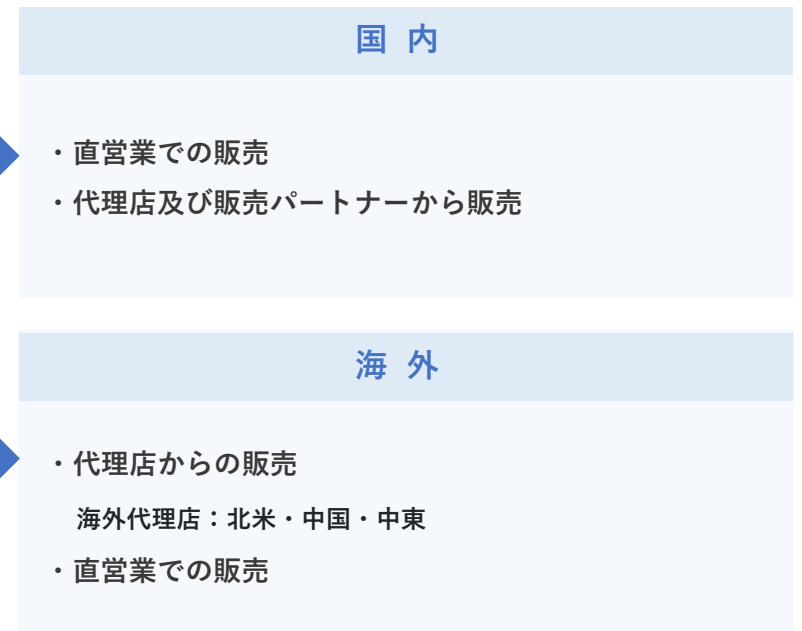 国 内
・直営業での販売
・代理店及び販売パートナーから販売
海 外
・代理店からの販売
海外代理店：北米・中国・中東
・直営業での販売